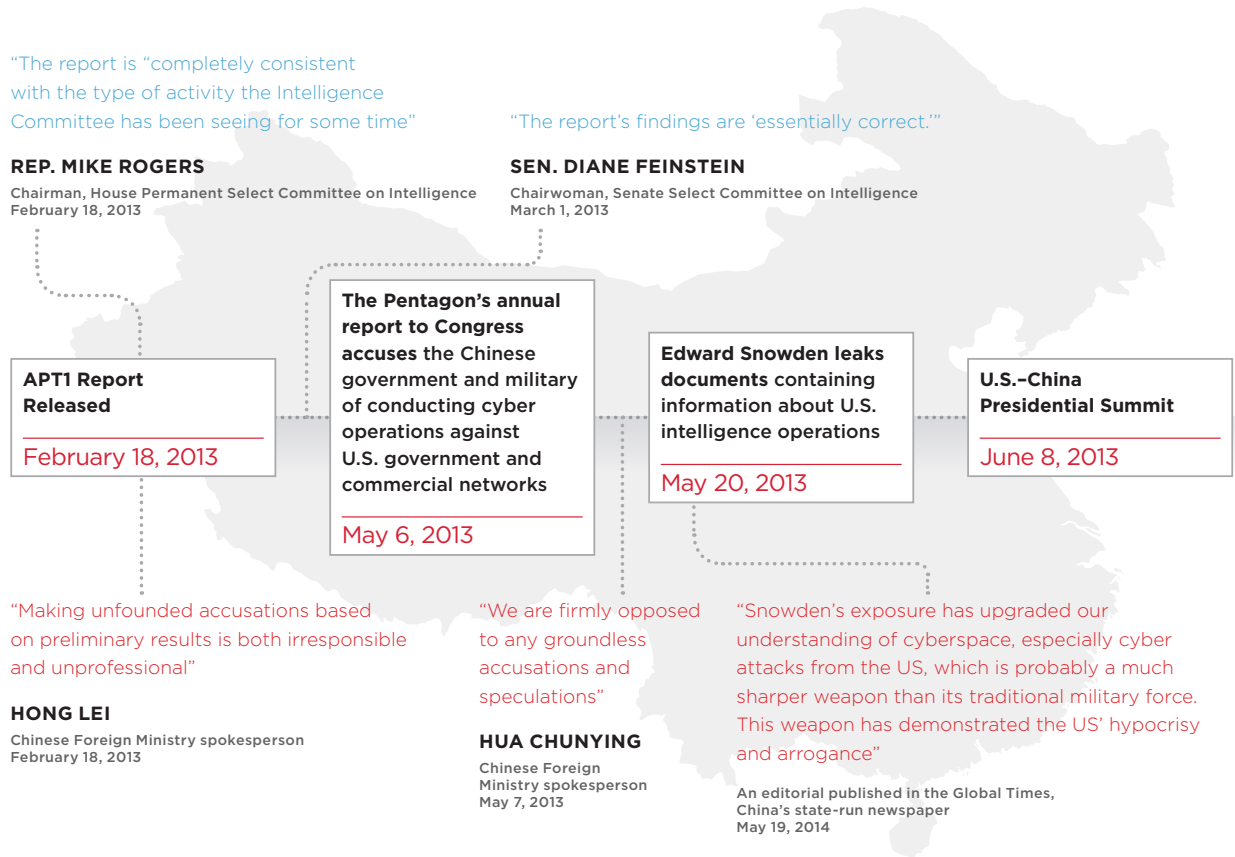 “The report is “completely consistent
with the type of activity the Intelligence
Committee has been seeing for some time”
REP. MIKE ROGERS
Chairman, House Permanent Select Committee on Intelligence
February 18, 2013
“The report’s findings are ‘essentially correct.’”
SEN. DIANE FEINSTEIN
Chairwoman, Senate Select Committee on Intelligence
March 1, 2013
APT1 Report
Released
February 18, 2013
The Pentagon’s annual
report to Congress
accuses the Chinese
government and military
of conducting cyber
operations against
U.S. government and
commercial networks
May 6, 2013
Edward Snowden leaks
documents containing
information about U.S.
intelligence operations
May 20, 2013
U.S.–China
Presidential Summit
June 8, 2013
“Making unfounded accusations based
on preliminary results is both irresponsible
and unprofessional”
HONG LEI
Chinese Foreign Ministry spokesperson
February 18, 2013
“We are firmly opposed
to any groundless
accusations and
speculations”
HUA CHUNYING
Chinese Foreign
Ministry spokesperson
May 7, 2013
“Snowden’s exposure has upgraded our
understanding of cyberspace, especially cyber
attacks from the US, which is probably a much
sharper weapon than its traditional military force.
This weapon has demonstrated the US’ hypocrisy
and arrogance”
An editorial published in the Global Times,
China’s state-run newspaper
May 19, 2014